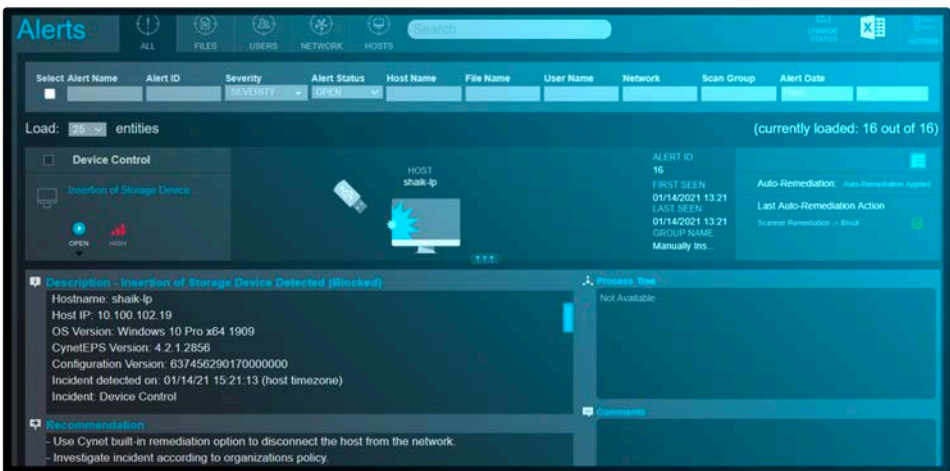 Alerts
ALL FILES USERS NETWORK HOSTS
Search
CHANGE STATUS
ACTIONS
Select Alert Name Alert ID Severity Alert Status Host Name File Name User Name Network Scan Group Alert Date
SEVERITY OPEN
Load: 25 entities
(currently loaded: 16 out of 16)
Device Control
Insertion of Storage Device...
OPEN HIGH
HOST
shaik-lp
ALERT ID
16
FIRST SEEN
01/14/2021 13:21
LAST SEEN
01/14/2021 13:21
GROUP NAME
Manually Ins...
Auto-Remediation: Auto-Remediation Applied
Last Auto-Remediation Action
Scanner Remediation -> Block
Description - Insertion of Storage Device Detected (Blocked)
Hostname: shaik-lp
Host IP: 10.100.102.19
OS Version: Windows 10 Pro x64 1909
CynetEPS Version: 4.2.1.2856
Configuration Version: 637456290170000000
Incident detected on: 01/14/21 15:21:13 (host timezone)
Incident: Device Control
Process Tree
Not Available
Recommendation
- Use Cynet built-in remediation option to disconnect the host from the network.
- Investigate incident according to organizations policy.
Comments